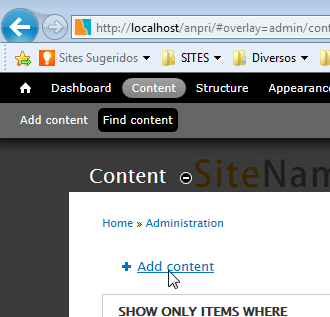 http://localhost/anpri/#overlay=admin/cont
Sites Sugeridos SITES Diversos
Dashboard Content Structure Appearanc
Add content Find content
Content SiteNam
Home » Administration
Add content
SHOW ONLY ITEMS WHERE